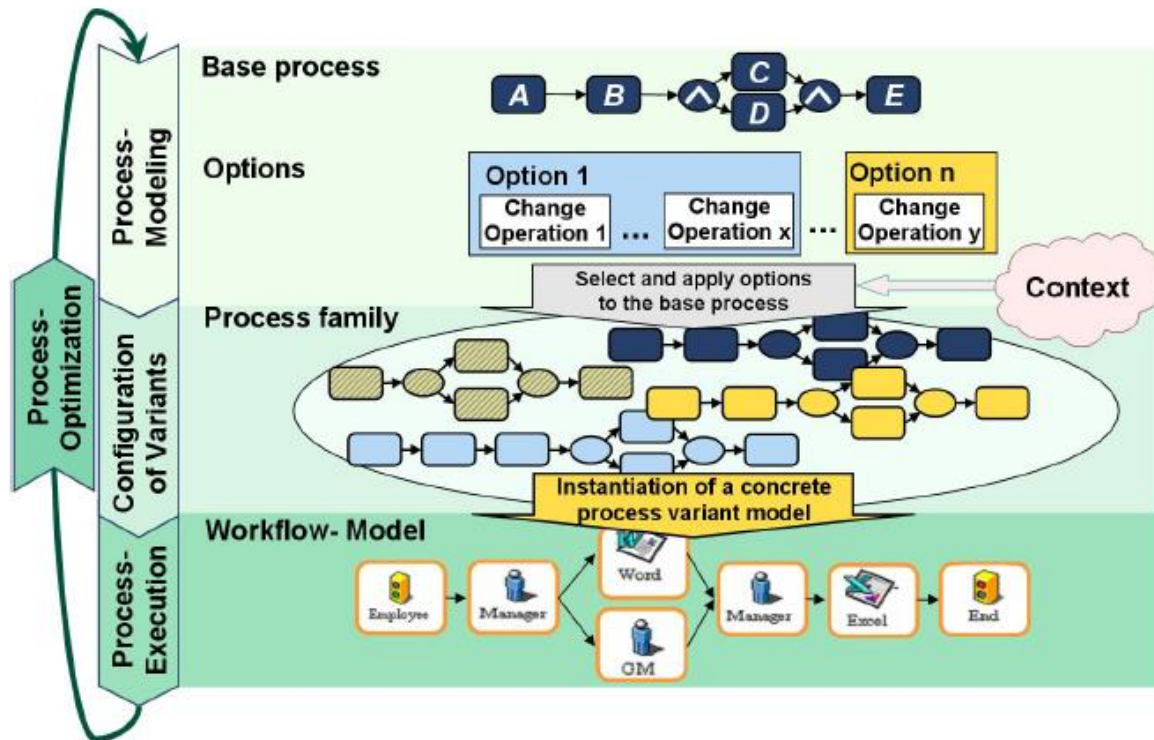 Base process
A
B
C
D
E
Options
Option 1
Change
Operation 1
...
Change
Operation x
...
Option n
Change
Operation y
Select and apply options
to the base process
Context
Process family
Instantiation of a concrete
process variant model
Workflow- Model
Employee
Manager
Word
GM
Manager
Excel
End
Process-
Modeling
Configuration
of Variants
Process-
Execution
Process-
Optimization